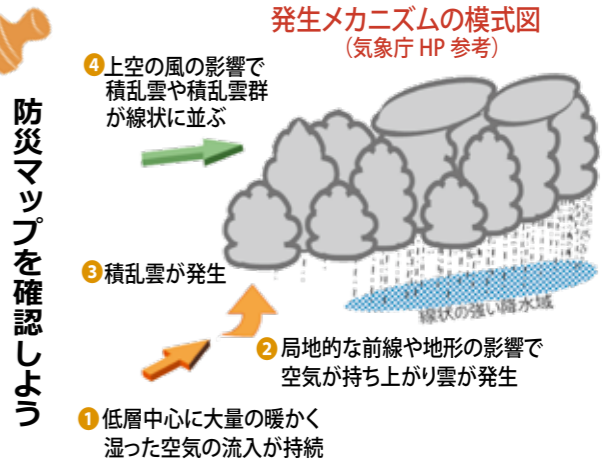 発生メカニズムの模式図
（気象庁 HP 参考）
❹上空の風の影響で
積乱雲や積乱雲群
が線状に並ぶ
❸積乱雲が発生
線状の強い降水域
❷局地的な前線や地形の影響で
空気が持ち上がり雲が発生
❶低層中心に大量の暖かく
湿った空気の流入が持続
防災マップを確認しよう